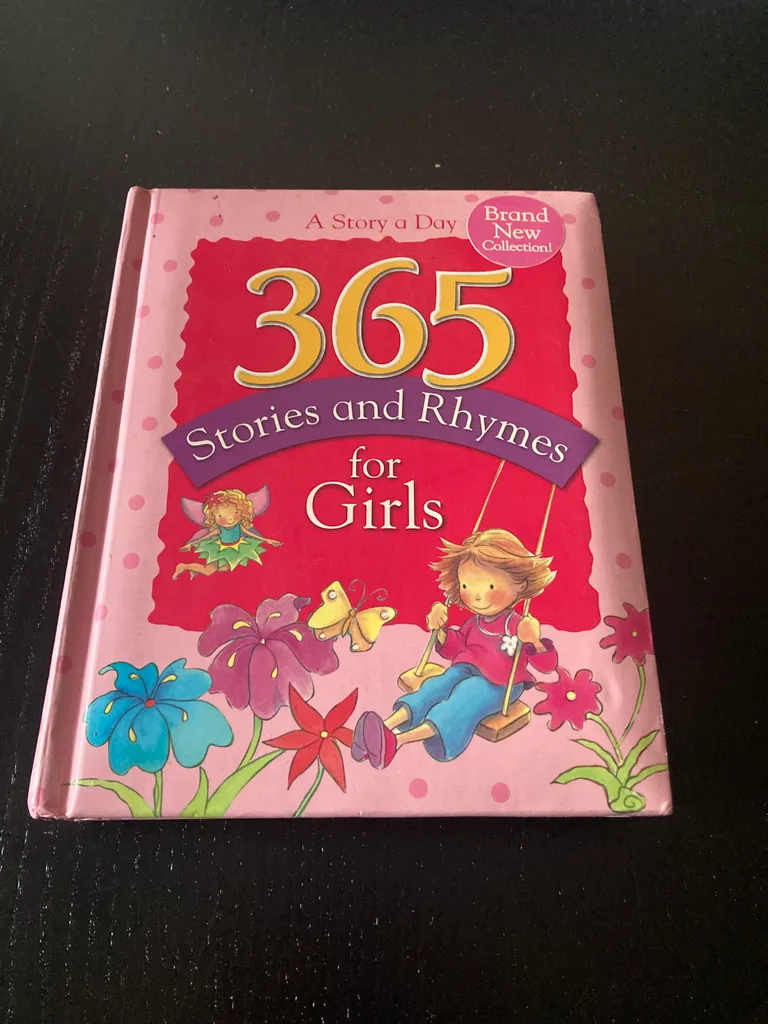 A Story a Day
Brand
New
Collection!
365
Stories and Rhymes
for
Girls